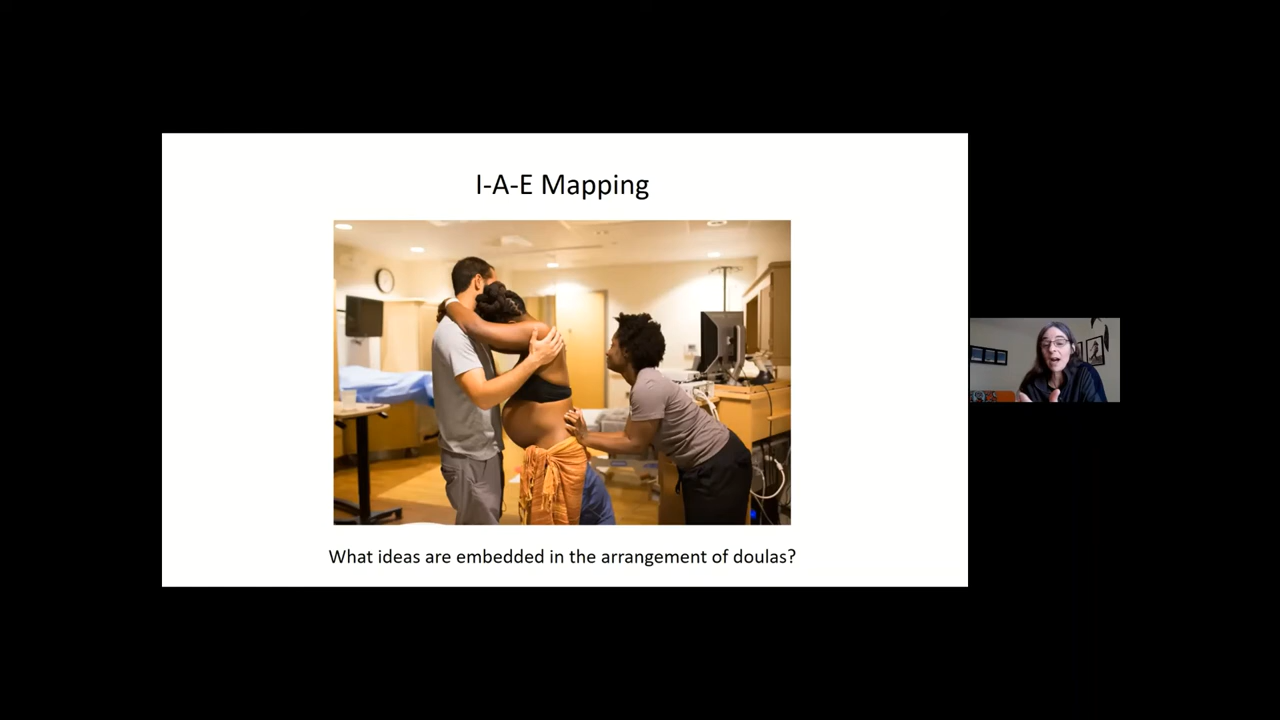 I-A-E Mapping
What ideas are embedded in the arrangement of doulas?